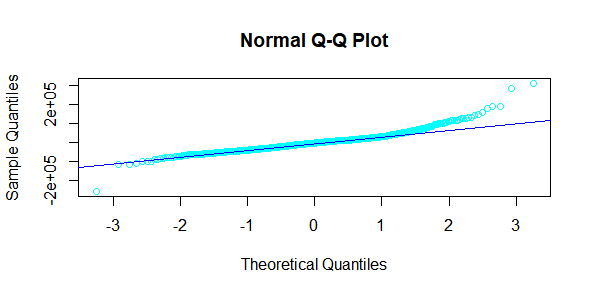 Normal Q-Q Plot
Sample Quantiles
2e+05
-2e+05
-3 -2 -1 0 1 2 3
Theoretical Quantiles